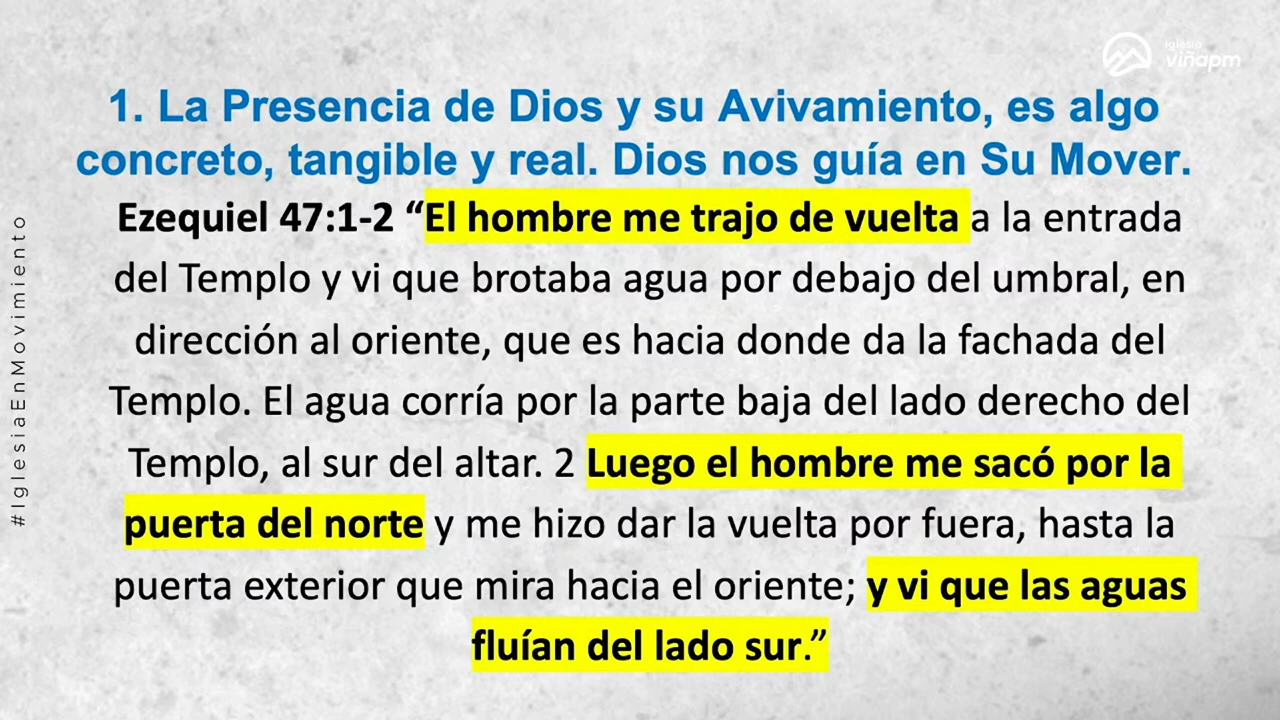 iglesia
viñapm
1. La Presencia de Dios y su Avivamiento, es algo
concreto, tangible y real. Dios nos guía en Su Mover.
Ezequiel 47:1-2 “El hombre me trajo de vuelta a la entrada
del Templo y vi que brotaba agua por debajo del umbral, en
dirección al oriente, que es hacia donde da la fachada del
Templo. El agua corría por la parte baja del lado derecho del
Templo, al sur del altar. 2 Luego el hombre me sacó por la
puerta del norte y me hizo dar la vuelta por fuera, hasta la
puerta exterior que mira hacia el oriente; y vi que las aguas
fluían del lado sur.”
#IglesiaEnMovimiento